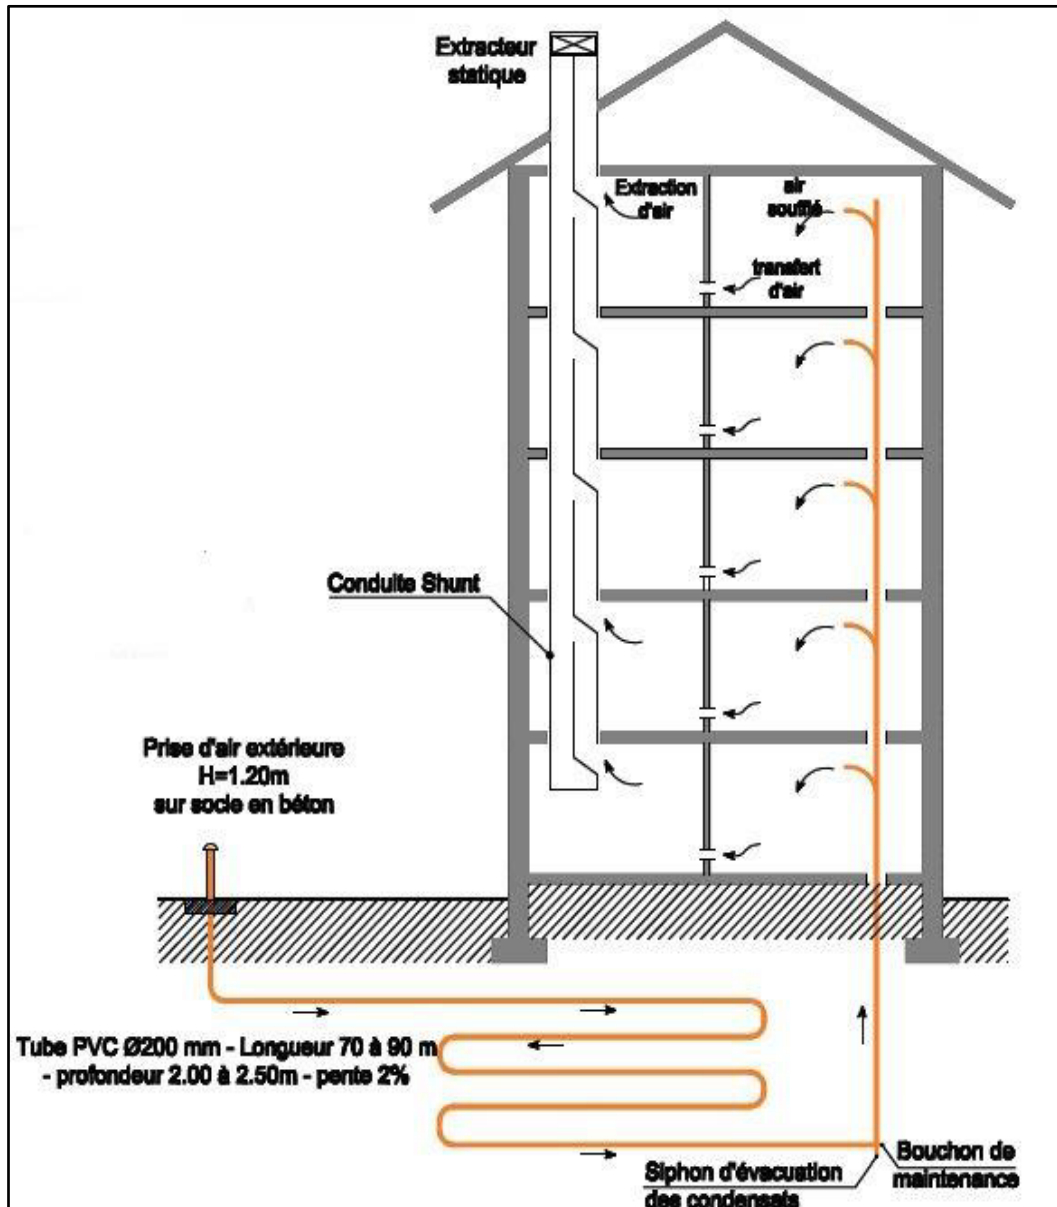 Extracteur
statique
Extraction
d'air
air
soufflé
transfert
d'air
Conduite Shunt
Prise d'air extérieure
H=1.20m
sur socle en béton
Tube PVC Ø200 mm - Longueur 70 à 90 m
- profondeur 2.00 à 2.50m - pente 2%
Bouchon de
maintenance
Siphon d'évacuation
des condensats